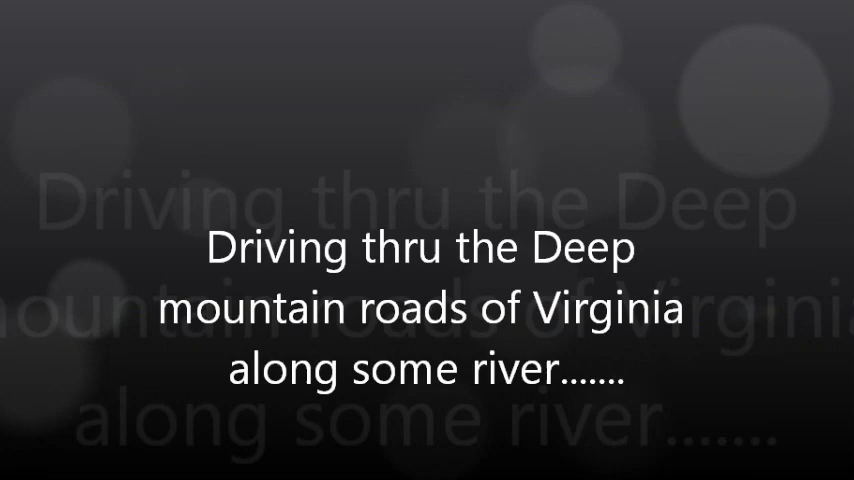 Driving thru the Deep
mountain roads of Virginia
along some river.......